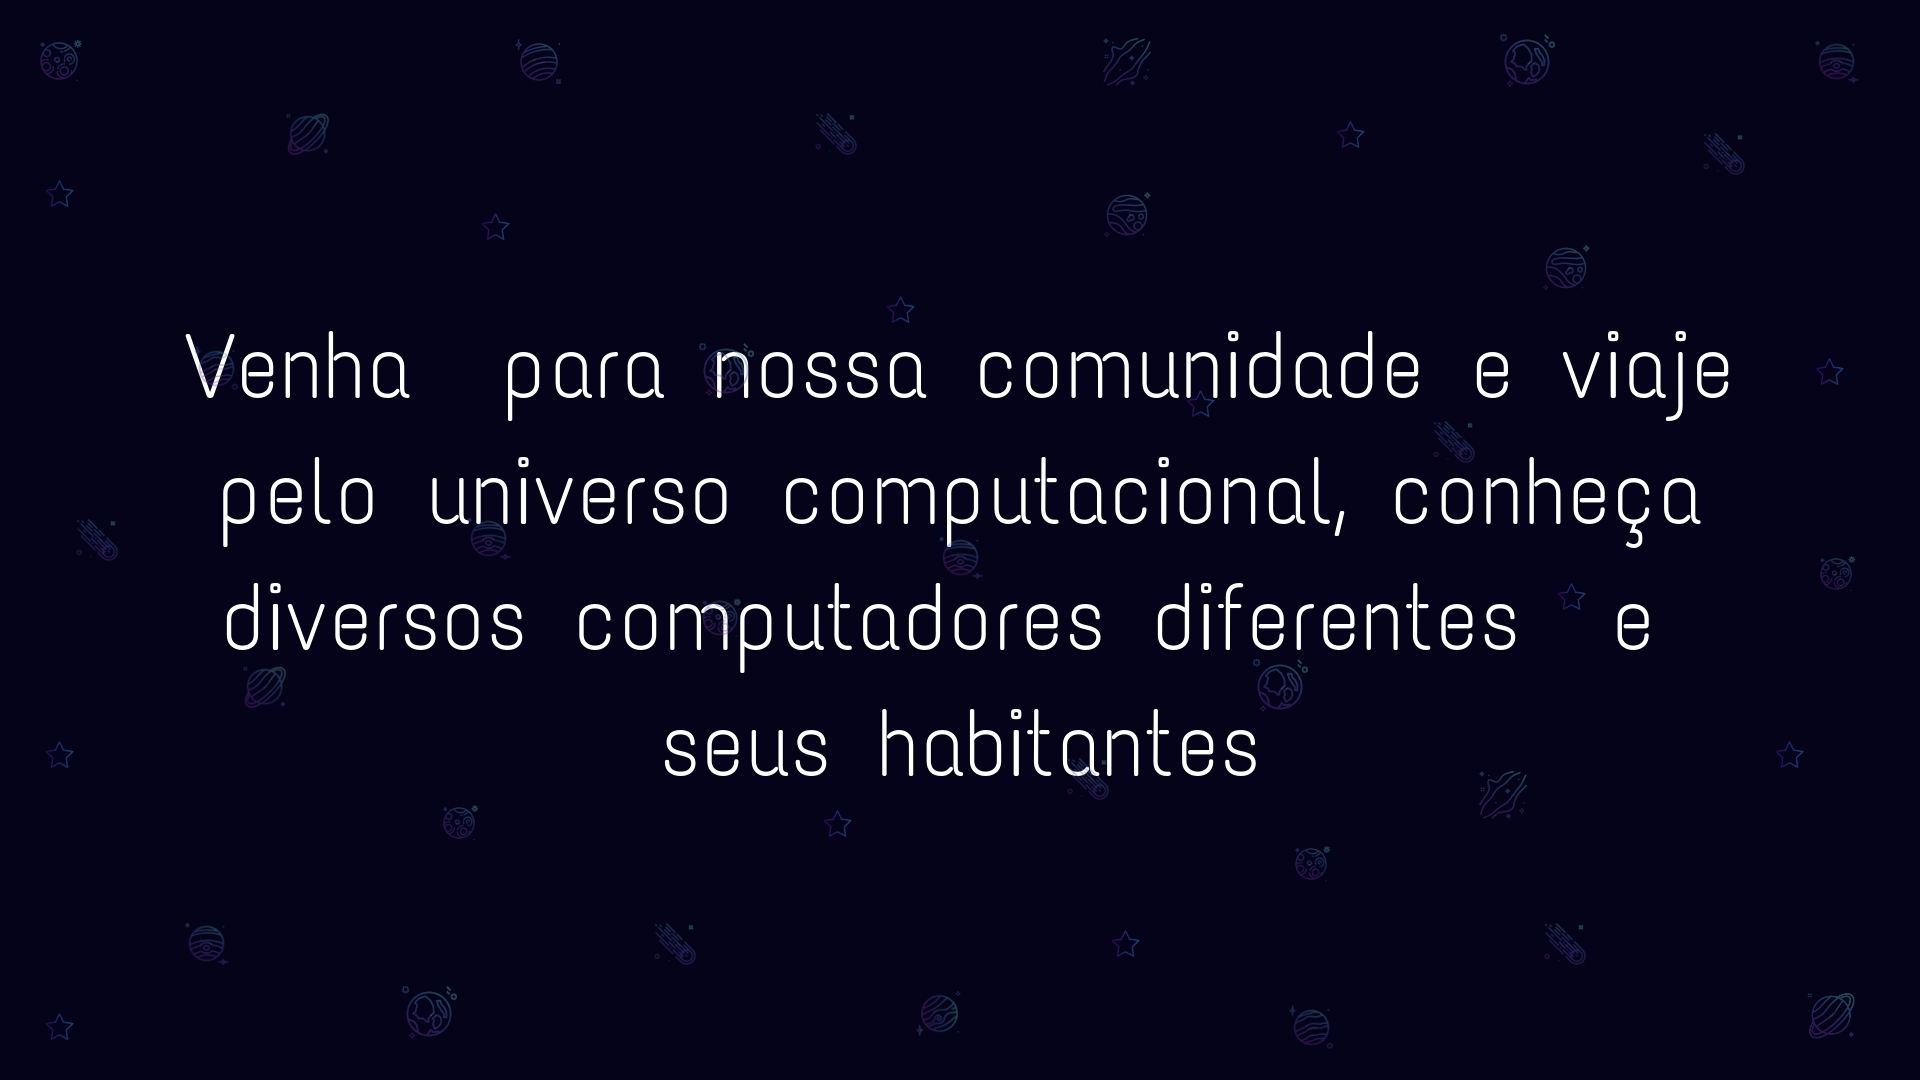 Venha para nossa comunidade e viaje
pelo universo computacional, conheça
diversos computadores diferentes e
seus habitantes